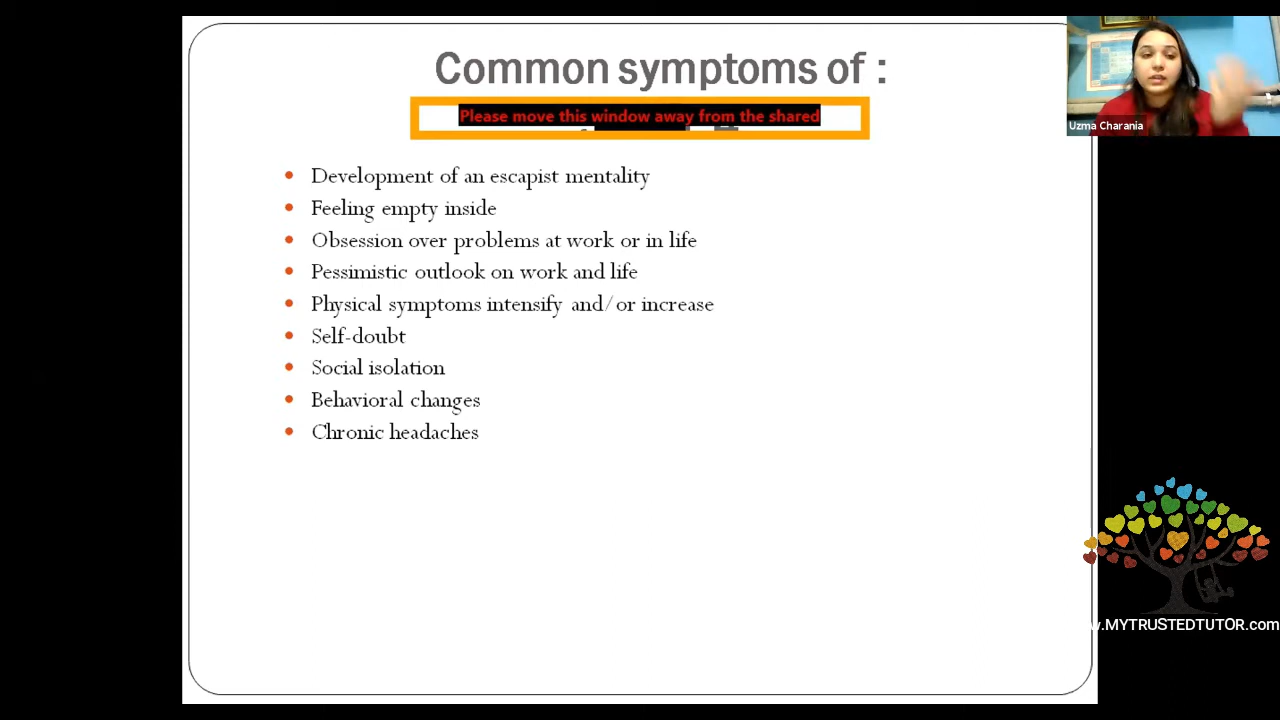 Common symptoms of :
Please move this window away from the shared
Uzma Charania
• Development of an escapist mentality
• Feeling empty inside
• Obsession over problems at work or in life
• Pessimistic outlook on work and life
• Physical symptoms intensify and/or increase
• Self-doubt
• Social isolation
• Behavioral changes
• Chronic headaches
w.MYTRUSTEDTUTOR.com